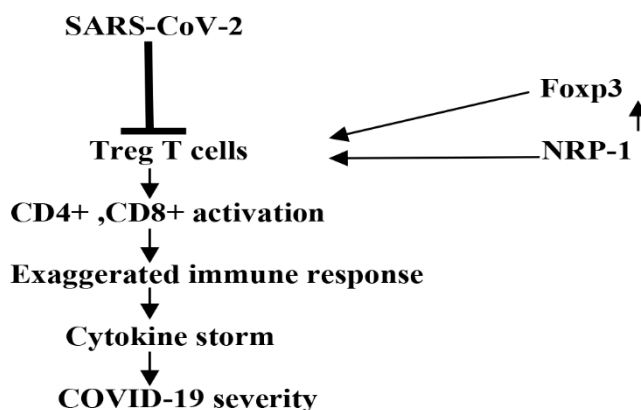 SARS-CoV-2
Foxp3
Treg T cells
NRP-1
CD4+ ,CD8+ activation
Exaggerated immune response
Cytokine storm
COVID-19 severity